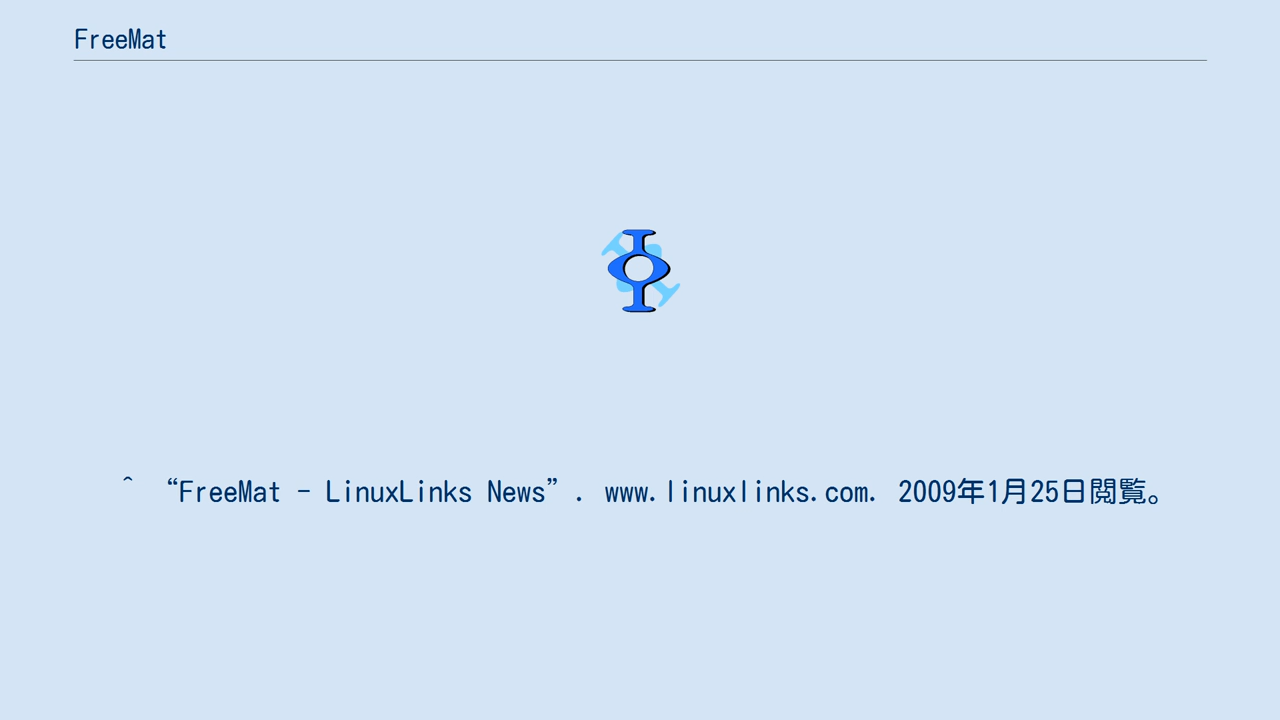 FreeMat
^ “FreeMat - LinuxLinks News”. www.linuxlinks.com. 2009年1月25日閲覧。